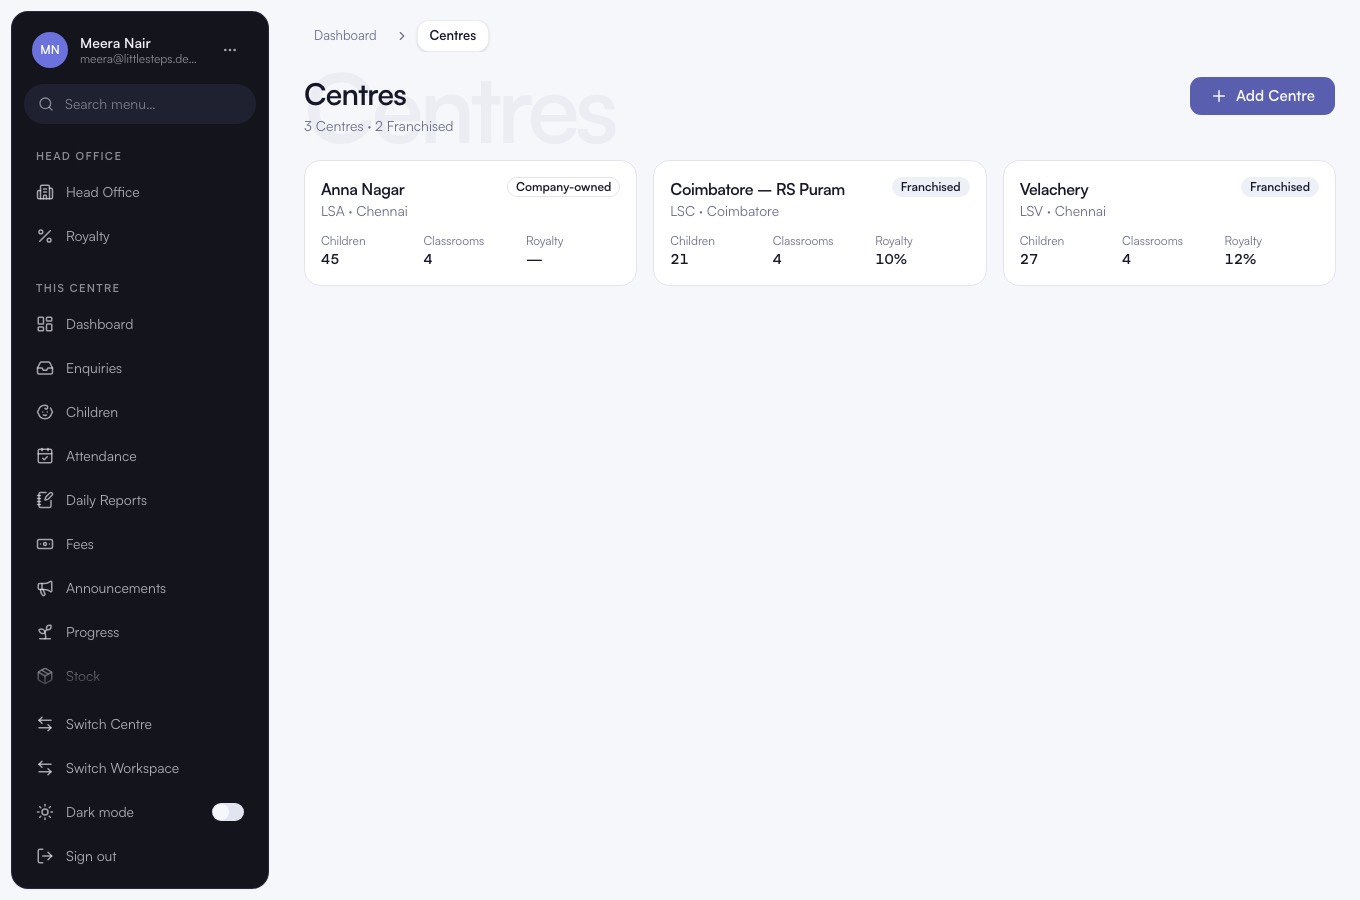 MN
Meera Nair
meera@littlesteps.de...
Search menu...
HEAD OFFICE
Head Office
Royalty
THIS CENTRE
Dashboard
Enquiries
Children
Attendance
Daily Reports
Fees
Announcements
Progress
Stock
Switch Centre
Switch Workspace
Dark mode
Sign out
Dashboard > Centres
Centres
Centres
3 Centres · 2 Franchised
Add Centre
Anna Nagar
Company-owned
LSA · Chennai
Children Classrooms Royalty
45 4 —
Coimbatore — RS Puram
Franchised
LSC · Coimbatore
Children Classrooms Royalty
21 4 10%
Velachery
Franchised
LSV · Chennai
Children Classrooms Royalty
27 4 12%